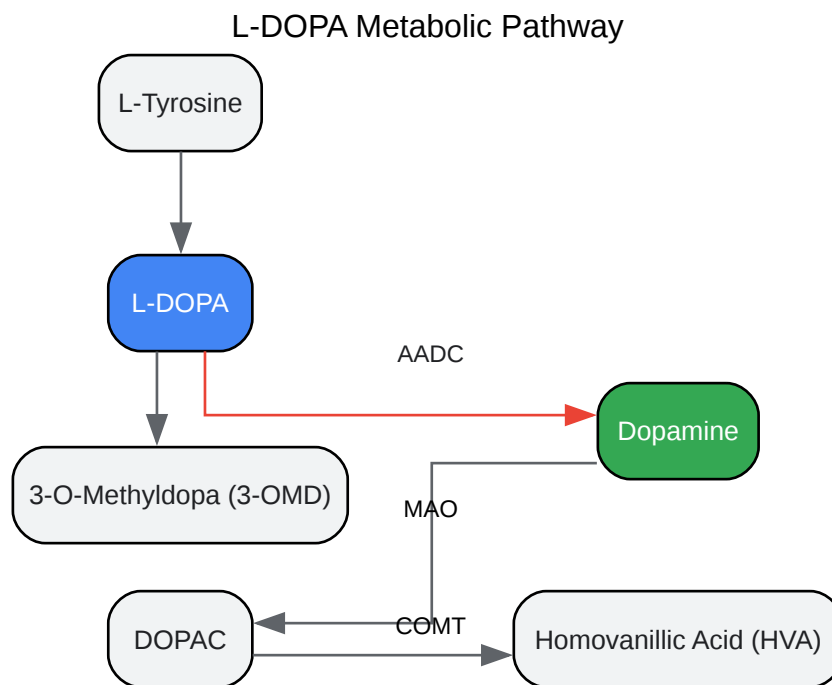 L-DOPA Metabolic Pathway
L-Tyrosine
L-DOPA
AADC
Dopamine
3-O-Methyldopa (3-OMD)
MAO
COMT
DOPAC
Homovanillic Acid (HVA)